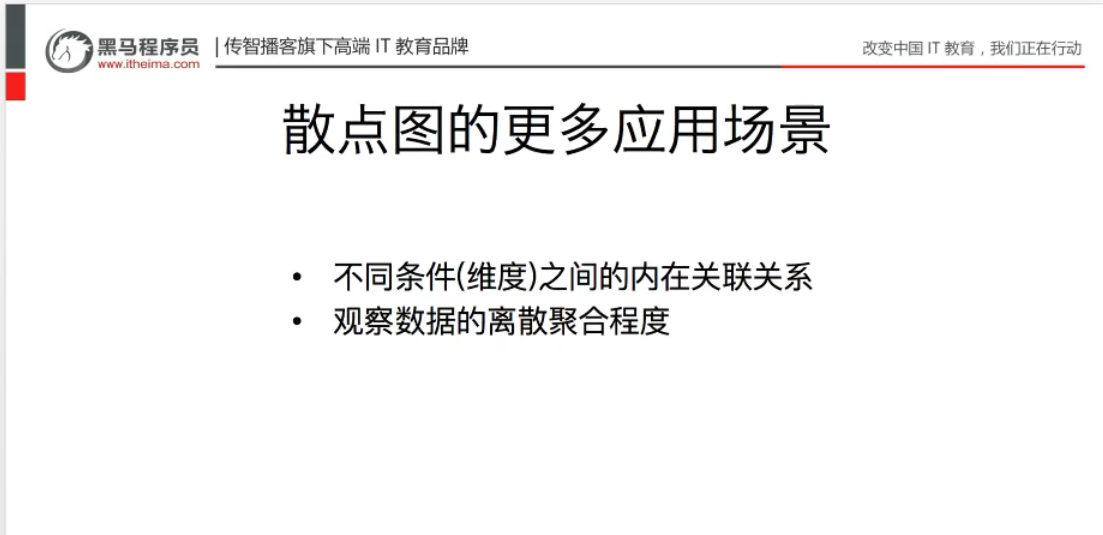 黑马程序员 | 传智播客旗下高端 IT 教育品牌
www.itheima.com
改变中国 IT 教育，我们正在行动
散点图的更多应用场景
• 不同条件(维度)之间的内在关联关系
• 观察数据的离散聚合程度